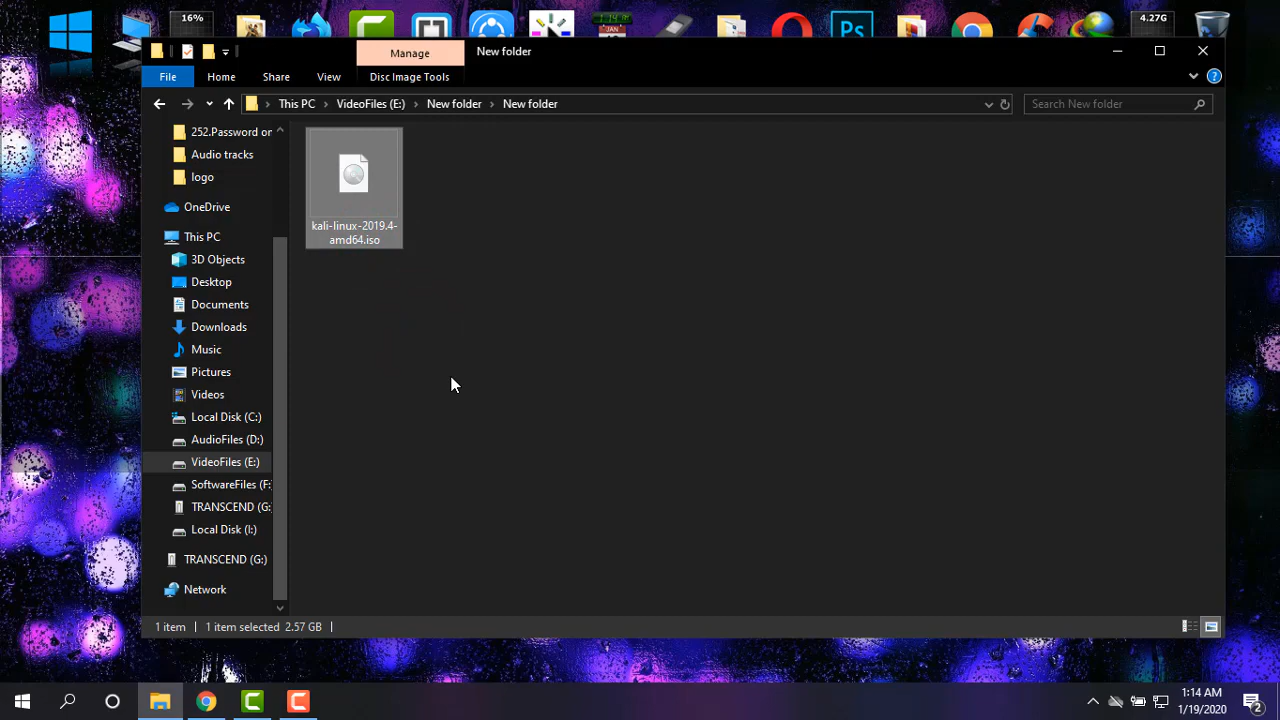 16%
4.27G
Ps
Manage
New folder
File
Home
Share
View
Disc Image Tools
This PC
VideoFiles (E:)
New folder
New folder
Search New folder
252.Password on
Audio tracks
logo
OneDrive
This PC
3D Objects
Desktop
Documents
Downloads
Music
Pictures
Videos
Local Disk (C:)
AudioFiles (D:)
VideoFiles (E:)
SoftwareFiles (F:
TRANSCEND (G:
Local Disk (I:)
TRANSCEND (G:)
Network
kali-linux-2019.4-
amd64.iso
1 item
1 item selected
2.57 GB
1:14 AM
1/19/2020
2